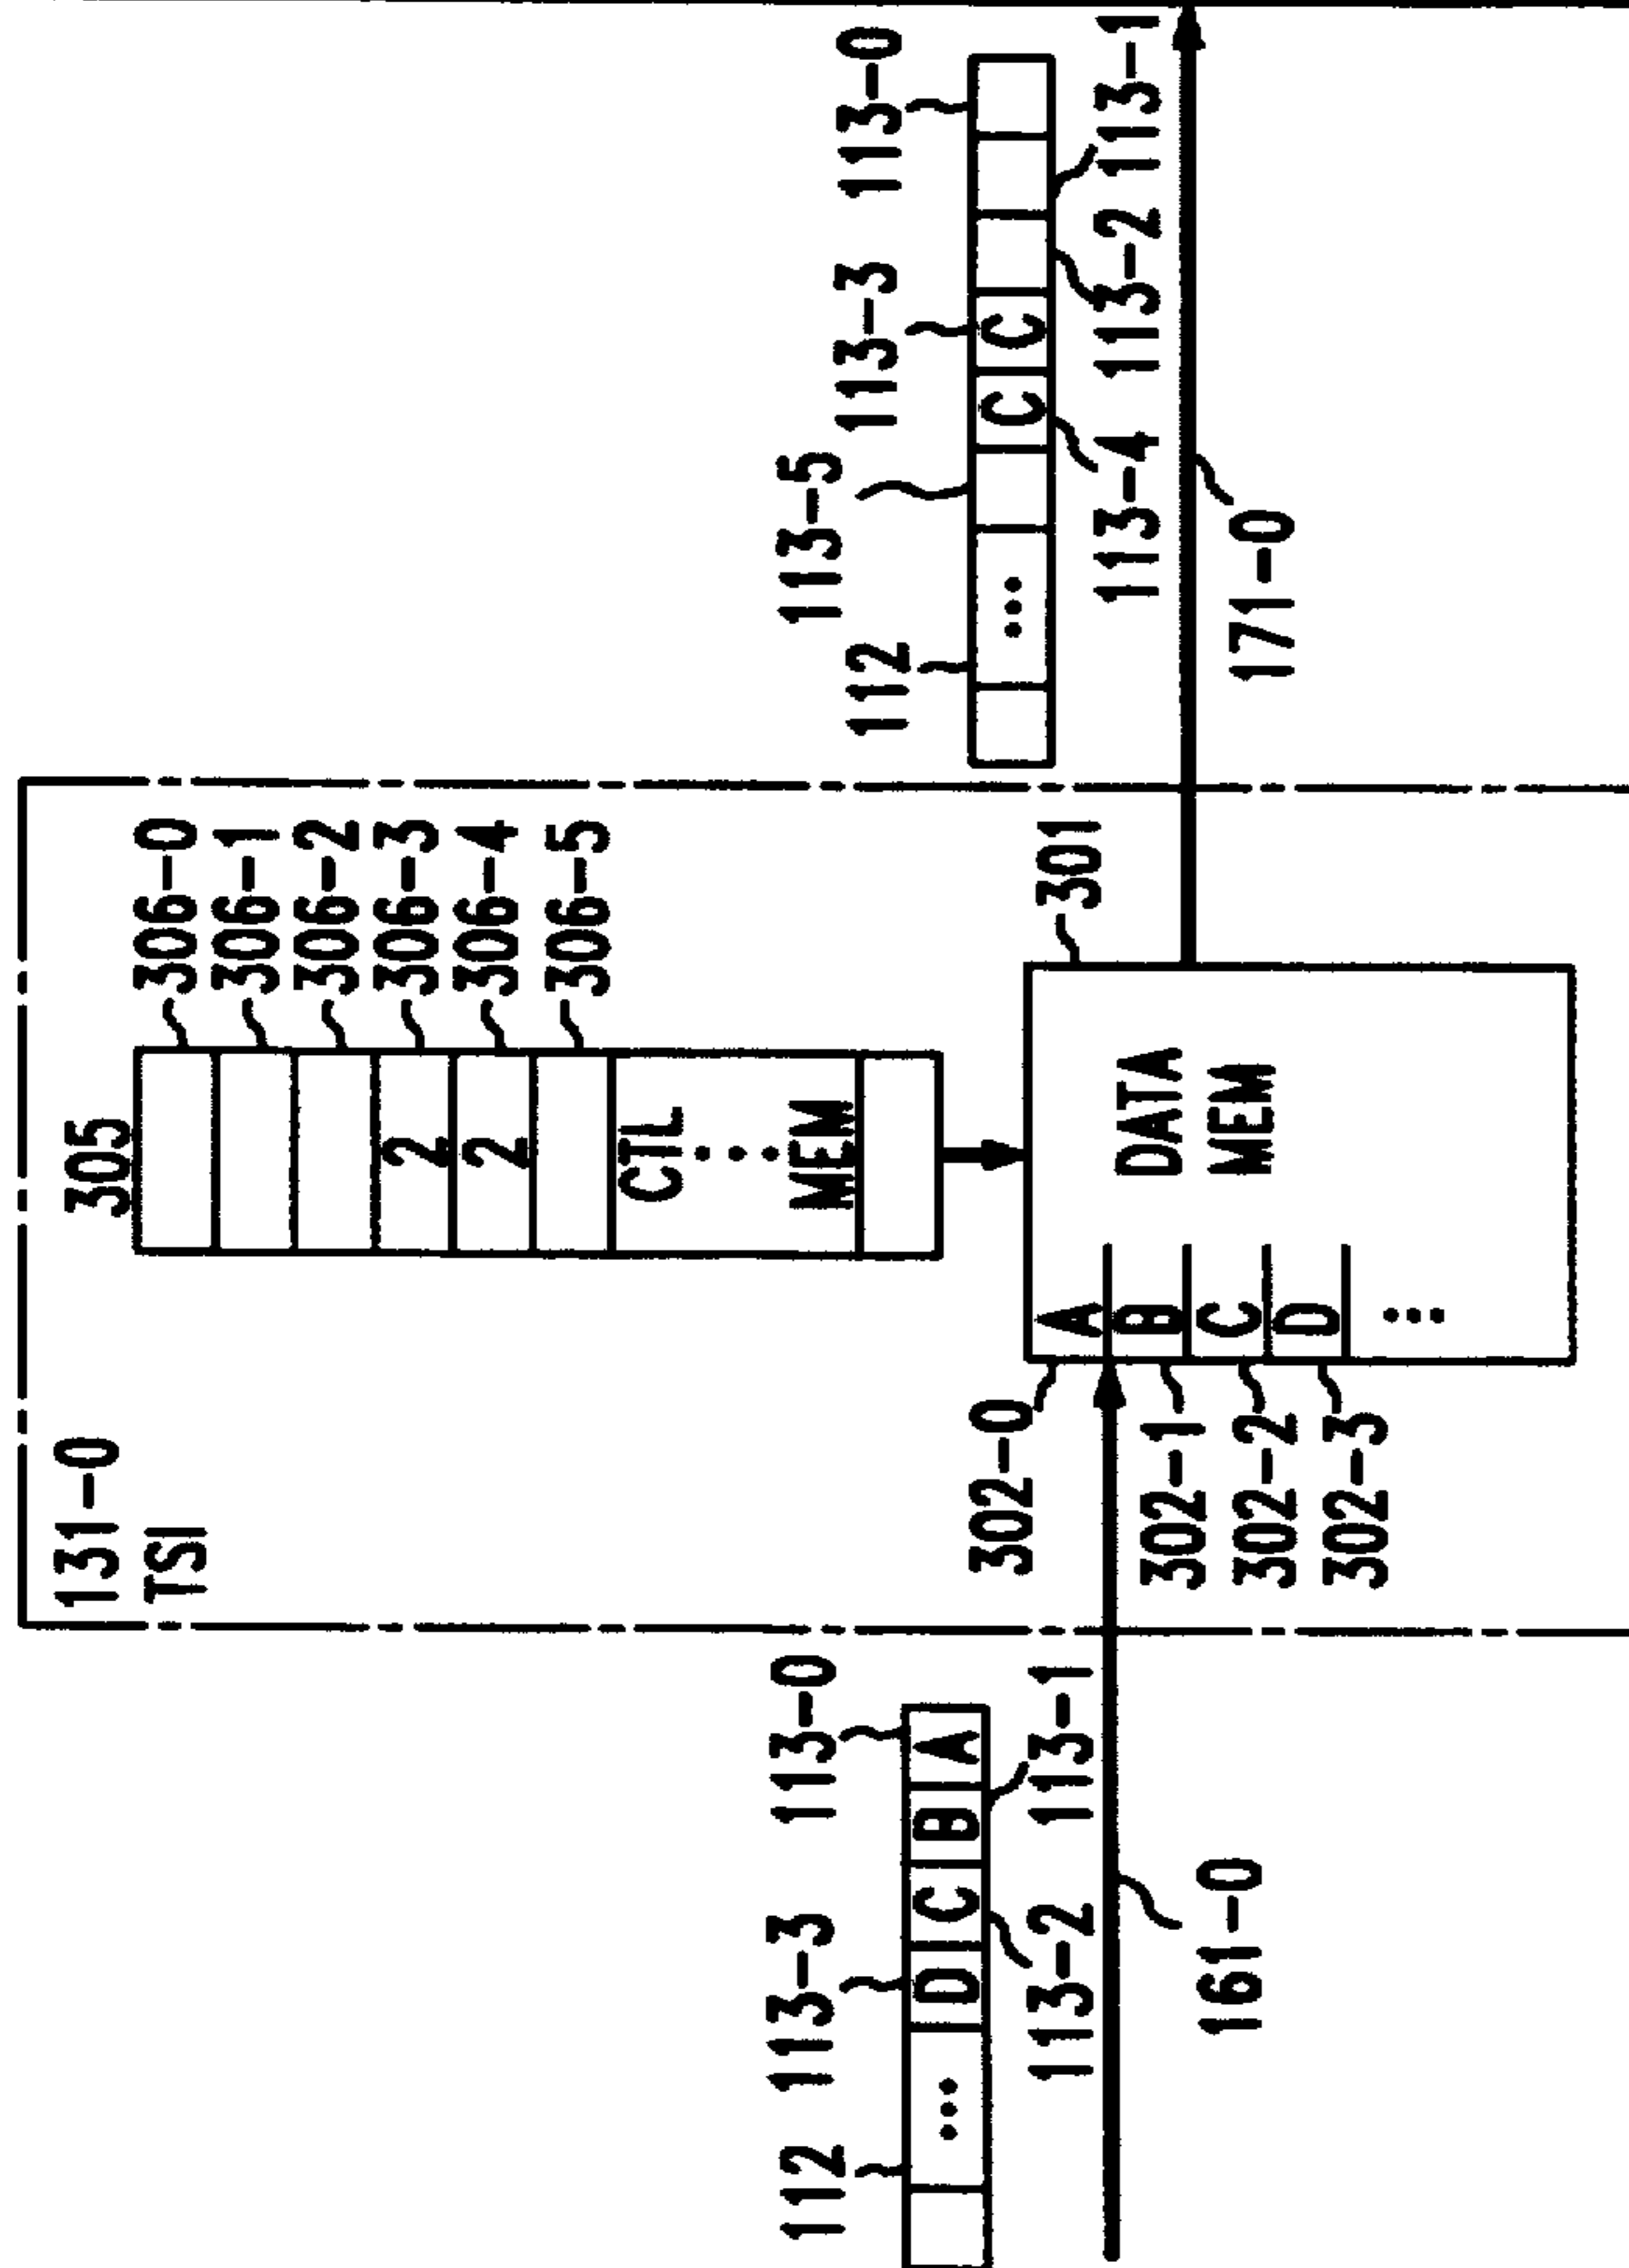 131-0
TSI
305
306-0
306-1
306-2
306-3
306-4
306-5
2
2
CTL
⋮
MEM
112
113-3
113-0
... D C B A
113-2
113-1
161-0
302-0
302-1
302-2
302-3
A
B
C
D
...
DATA
MEM
301
112
113-5
113-3
113-0
... C C
113-4
113-2
113-1
171-0